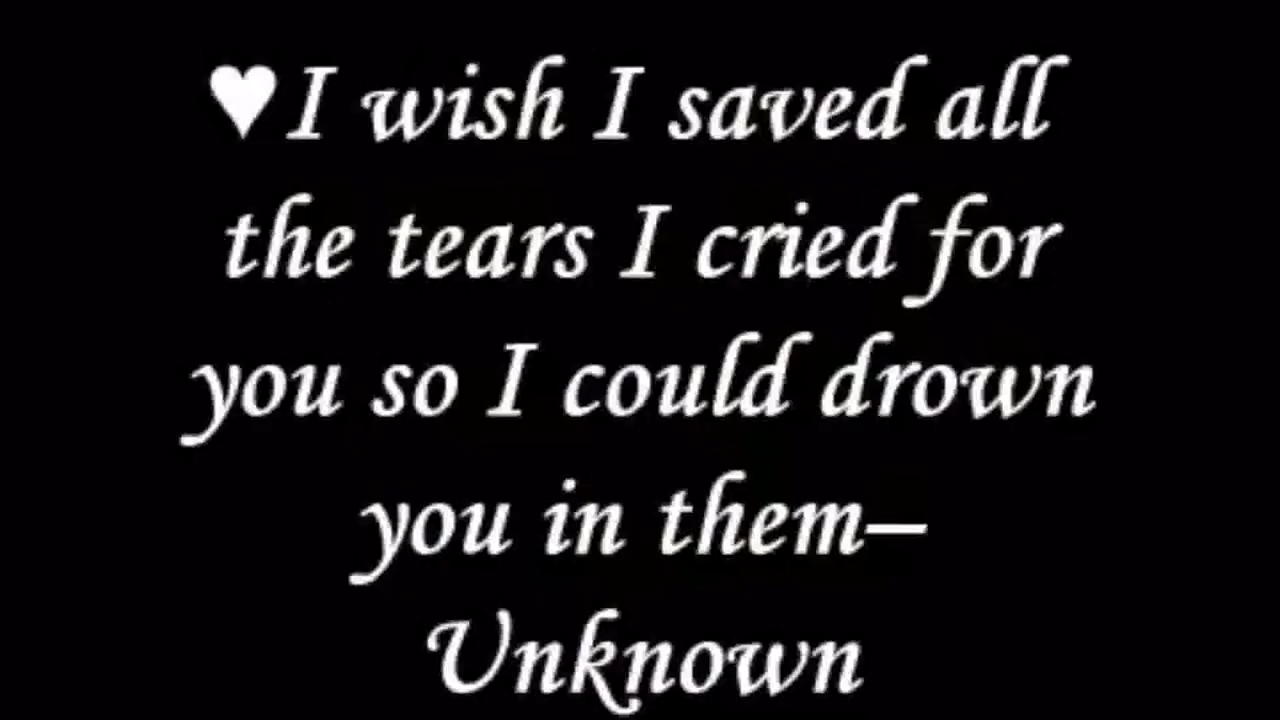 ♥I wish I saved all
the tears I cried for
you so I could drown
you in them–
Unknown